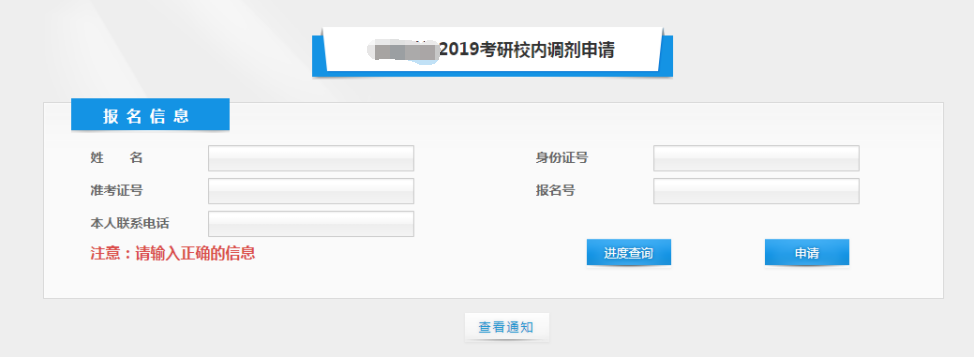 2019考研校内调剂申请
报名信息
姓 名
身份证号
准考证号
报名号
本人联系电话
注意：请输入正确的信息
进度查询
申请
查看通知